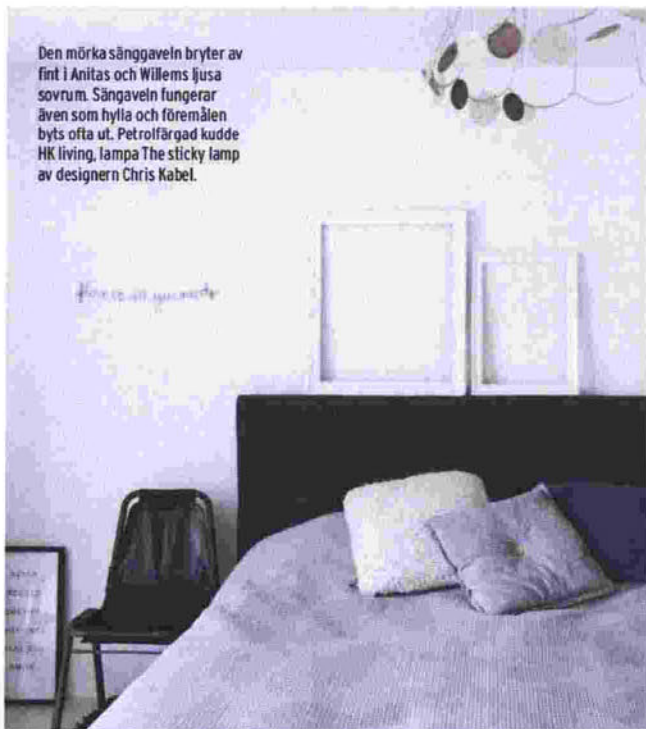 Den mörka sänggaveln bryter av
fint i Anitas och Willems ljusa
sovrum. Sängaveln fungerar
även som hylla och föremålen
byts ofta ut. Petrolfärgad kudde
HK living, lampa The sticky lamp
av designern Chris Kabel.